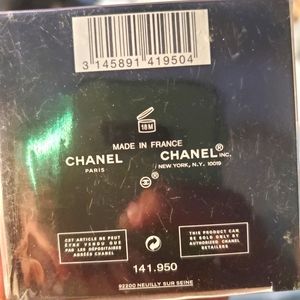 3 145891 419504
18 M
MADE IN FRANCE
CHANEL
PARIS
CHANEL® INC.
NEW YORK, N.Y. 10019
CET ARTICLE NE PEUT
ÊTRE VENDU QUE
PAR LES DÉPOSITAIRES
AGRÉÉS CHANEL
THIS PRODUCT CAN
BE SOLD ONLY BY
AUTHORIZED CHANEL
RETAILERS
141.950
92200 NEUILLY SUR SEINE